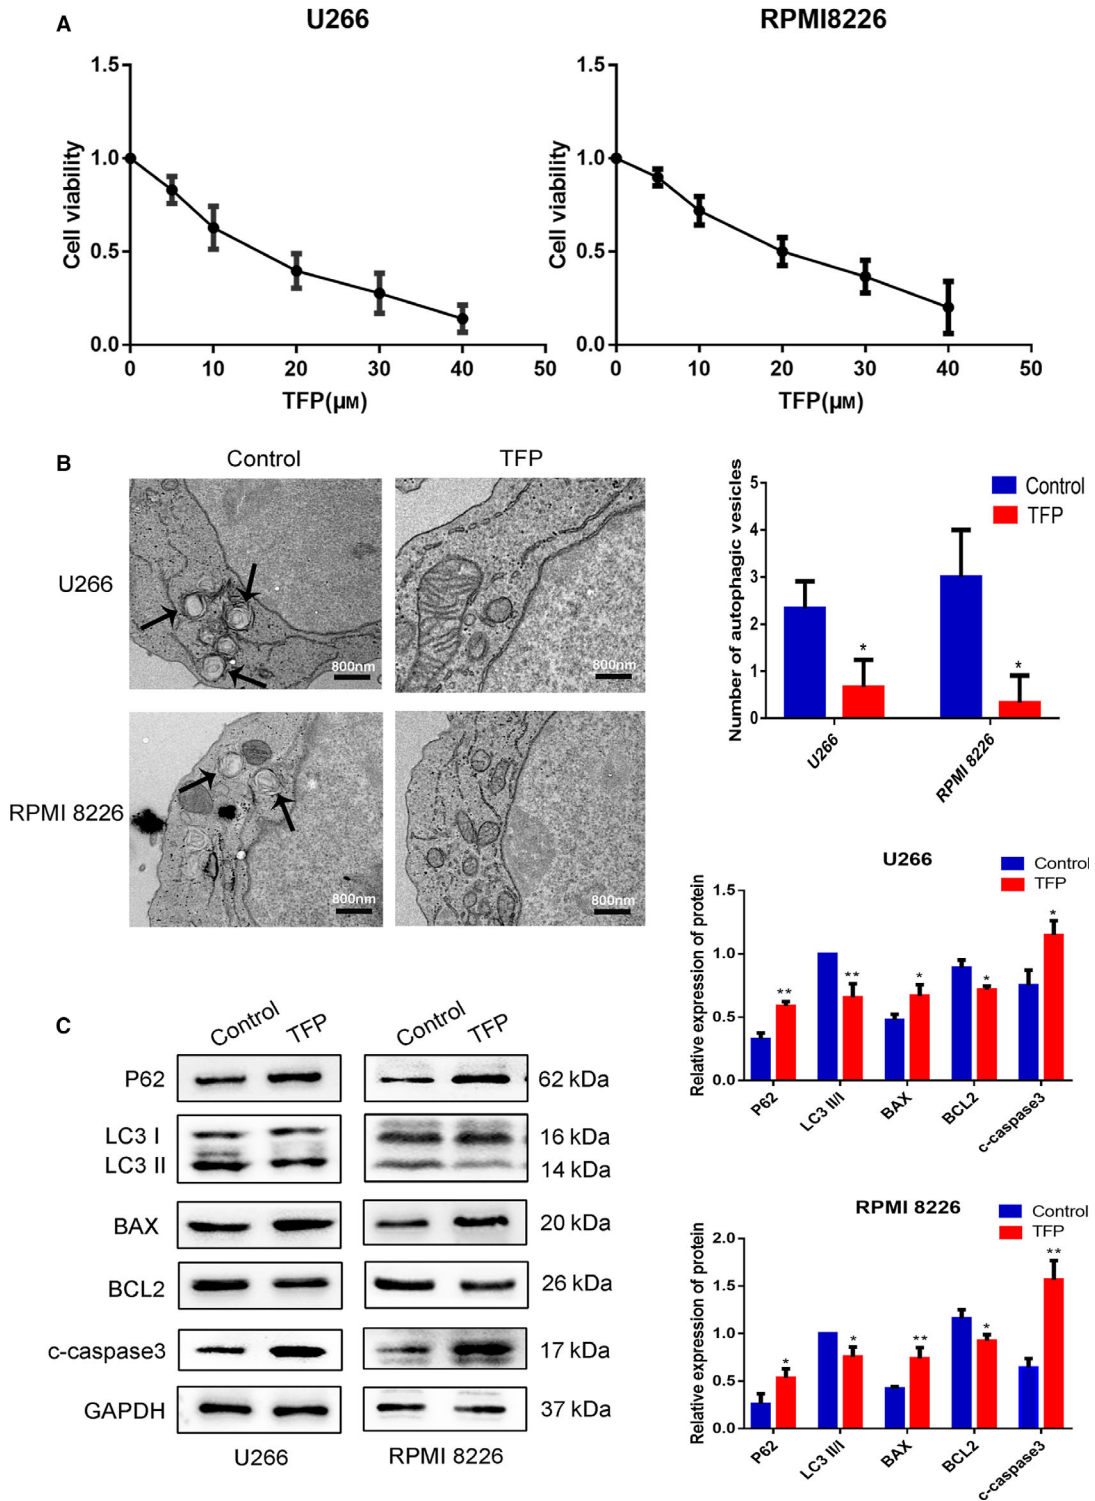 A
U266
RPMI8226
1.5
1.0
0.5
0.0
Cell viability
0 10 20 30 40 50
TFP(μM)
1.5
1.0
0.5
0.0
Cell viability
0 10 20 30 40 50
TFP(μM)
B
Control
TFP
U266
800nm
800nm
RPMI 8226
800nm
800nm
Number of autophagic vesicles
5
4
3
2
1
0
Control
TFP
*
*
U266
RPMI 8226
U266
Control
TFP
Relative expression of protein
1.5
1.0
0.5
0.0
** ** * * *
P62
LC3 II/I
BAX
BCL2
c-caspase3
C
Control TFP
Control TFP
P62
62 kDa
LC3 I
16 kDa
LC3 II
14 kDa
BAX
20 kDa
BCL2
26 kDa
c-caspase3
17 kDa
GAPDH
37 kDa
U266
RPMI 8226
RPMI 8226
Control
TFP
Relative expression of protein
2.0
1.5
1.0
0.5
0.0
* * ** * **
P62
LC3 II/I
BAX
BCL2
c-caspase3